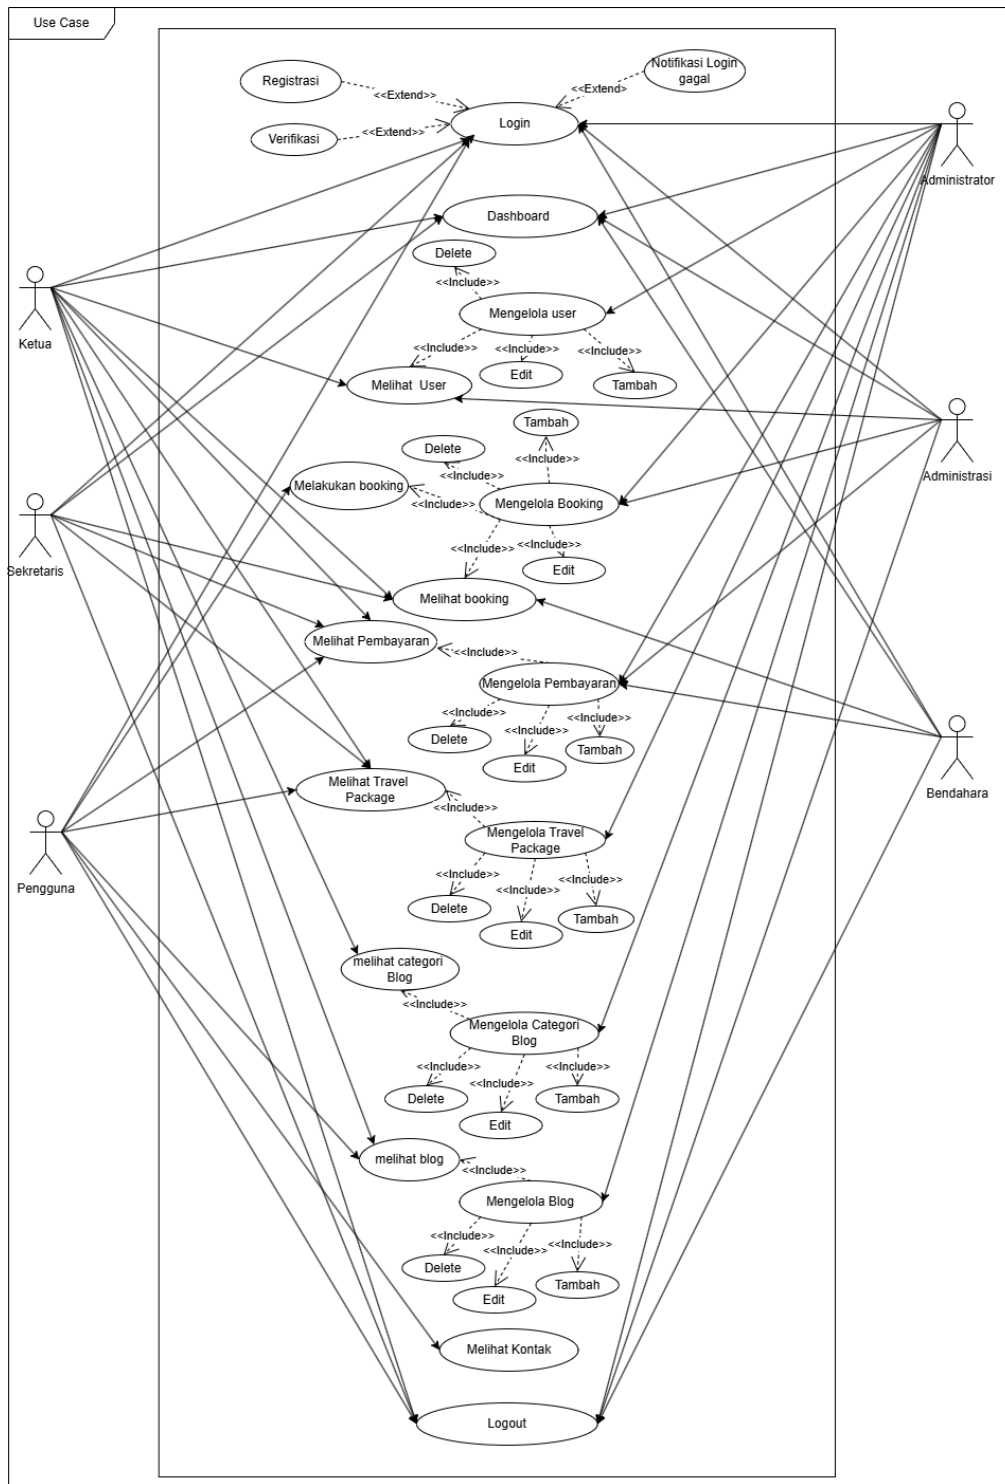 Use Case
Registrasi
<<Extend>>
Notifikasi Login
gagal
<<Extend>
Login
Verifikasi
<<Extend>>
Administrator
Dashboard
Delete
<<Include>>
Ketua
Mengelola user
<<Include>>
<<Include>>
<<Include>>
Melihat  User
Edit
Tambah
Tambah
Delete
<<Include>>
<<Include>>
Administrasi
Melakukan booking
<<Include>>
Mengelola Booking
<<Include>>
<<Include>>
Edit
Sekretaris
Melihat booking
Melihat Pembayaran
<<Include>>
Mengelola Pembayaran
<<Include>>
<<Include>>
<<Include>>
Delete
Edit
Tambah
Bendahara
Melihat Travel
Package
<<Include>>
Mengelola Travel
Package
<<Include>>
<<Include>>
<<Include>>
Pengguna
Delete
Edit
Tambah
melihat categori
Blog
<<Include>>
Mengelola Categori
Blog
<<Include>>
<<Include>>
<<Include>>
Delete
Edit
Tambah
melihat blog
<<Include>>
Mengelola Blog
<<Include>>
<<Include>>
<<Include>>
Delete
Edit
Tambah
Melihat Kontak
Logout